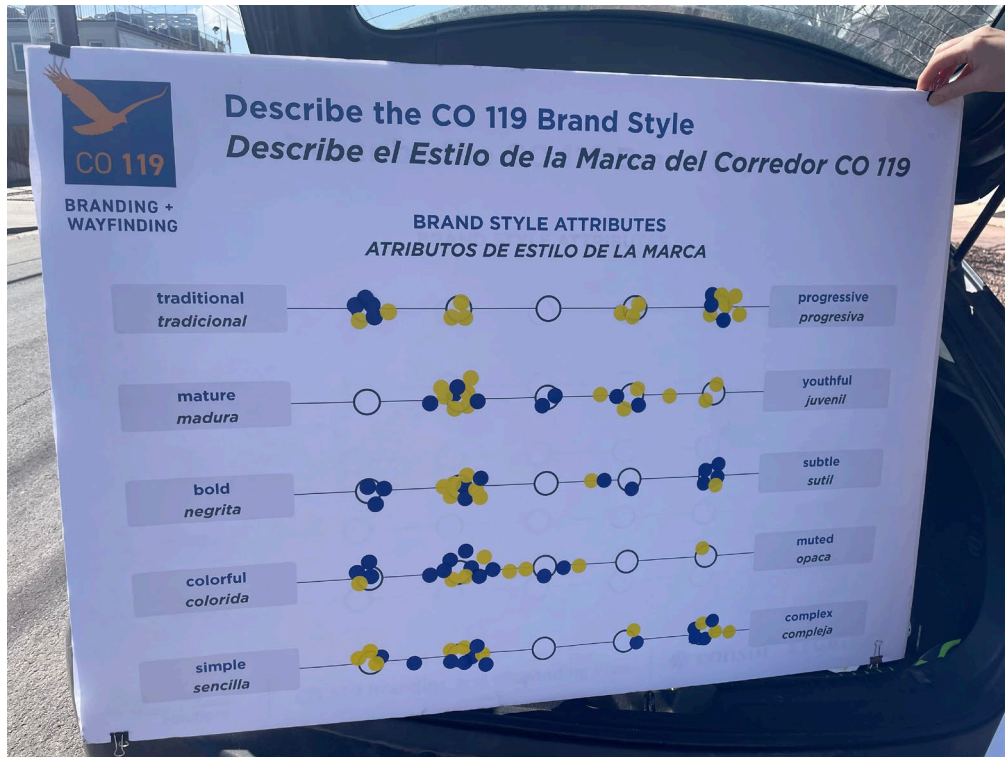 CO 119
BRANDING +
WAYFINDING
Describe the CO 119 Brand Style
Describe el Estilo de la Marca del Corredor CO 119
BRAND STYLE ATTRIBUTES
ATRIBUTOS DE ESTILO DE LA MARCA
traditional
tradicional
progressive
progresiva
mature
madura
youthful
juvenil
bold
negrita
subtle
sutil
colorful
colorida
muted
opaca
simple
sencilla
complex
compleja